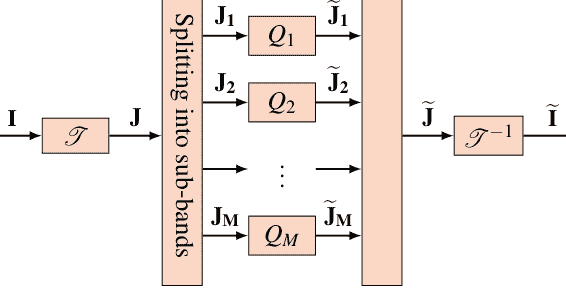 I
𝒯
J
Splitting into sub-bands
J₁
Q₁
J̃₁
J₂
Q₂
J̃₂
⋮
J_M
Q_M
J̃_M
J̃
𝒯⁻¹
Ĩ